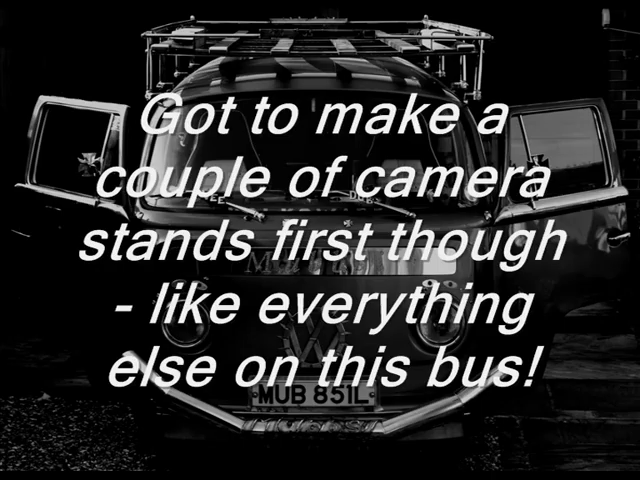 Got to make a
couple of camera
stands first though
- like everything
else on this bus!
MUB 851L